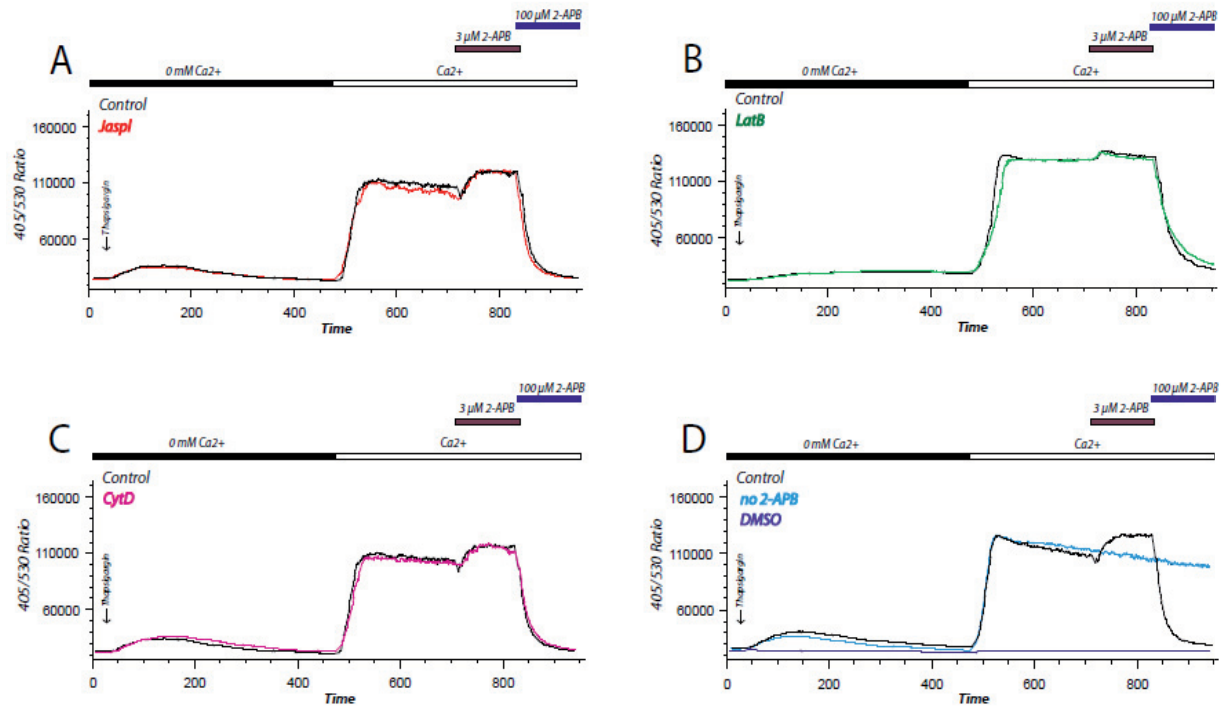 A
100 µM 2-APB
3 µM 2-APB
0 mM Ca2+ Ca2+
Control
Jaspl
Thapsigargin
405/530 Ratio
160000
110000
60000
0 200 400 600 800
Time
B
100 µM 2-APB
3 µM 2-APB
0 mM Ca2+ Ca2+
Control
LatB
Thapsigargin
405/530 Ratio
160000
110000
60000
0 200 400 600 800
Time
C
100 µM 2-APB
3 µM 2-APB
0 mM Ca2+ Ca2+
Control
CytD
Thapsigargin
405/530 Ratio
160000
110000
60000
0 200 400 600 800
Time
D
100 µM 2-APB
3 µM 2-APB
0 mM Ca2+ Ca2+
Control
no 2-APB
DMSO
Thapsigargin
405/530 Ratio
160000
110000
60000
0 200 400 600 800
Time